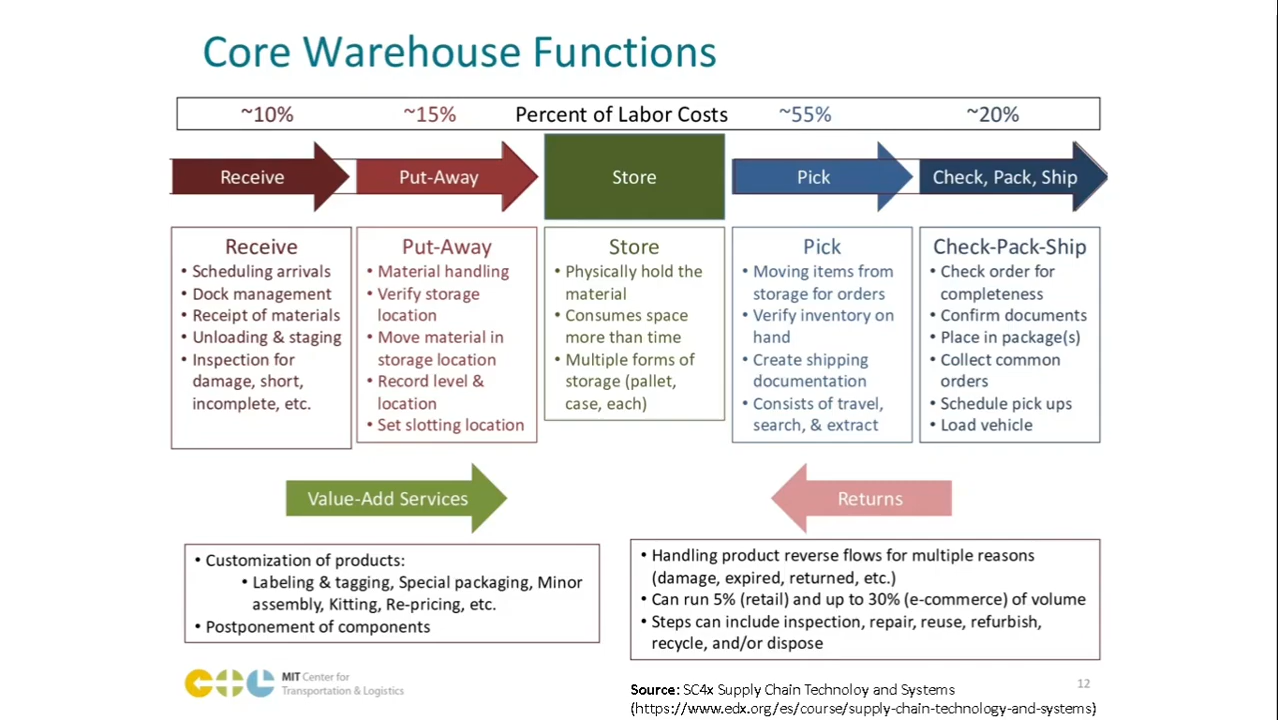 Core Warehouse Functions
~10% ~15% Percent of Labor Costs ~55% ~20%
Receive Put-Away Store Pick Check, Pack, Ship
Receive
• Scheduling arrivals
• Dock management
• Receipt of materials
• Unloading & staging
• Inspection for
damage, short,
incomplete, etc.
Put-Away
• Material handling
• Verify storage
location
• Move material in
storage location
• Record level &
location
• Set slotting location
Store
• Physically hold the
material
• Consumes space
more than time
• Multiple forms of
storage (pallet,
case, each)
Pick
• Moving items from
storage for orders
• Verify inventory on
hand
• Create shipping
documentation
• Consists of travel,
search, & extract
Check-Pack-Ship
• Check order for
completeness
• Confirm documents
• Place in package(s)
• Collect common
orders
• Schedule pick ups
• Load vehicle
Value-Add Services
• Customization of products:
• Labeling & tagging, Special packaging, Minor
assembly, Kitting, Re-pricing, etc.
• Postponement of components
Returns
• Handling product reverse flows for multiple reasons
(damage, expired, returned, etc.)
• Can run 5% (retail) and up to 30% (e-commerce) of volume
• Steps can include inspection, repair, reuse, refurbish,
recycle, and/or dispose
MIT Center for
Transportation & Logistics
12
Source: SC4x Supply Chain Technoloy and Systems
(https://www.edx.org/es/course/supply-chain-technology-and-systems)